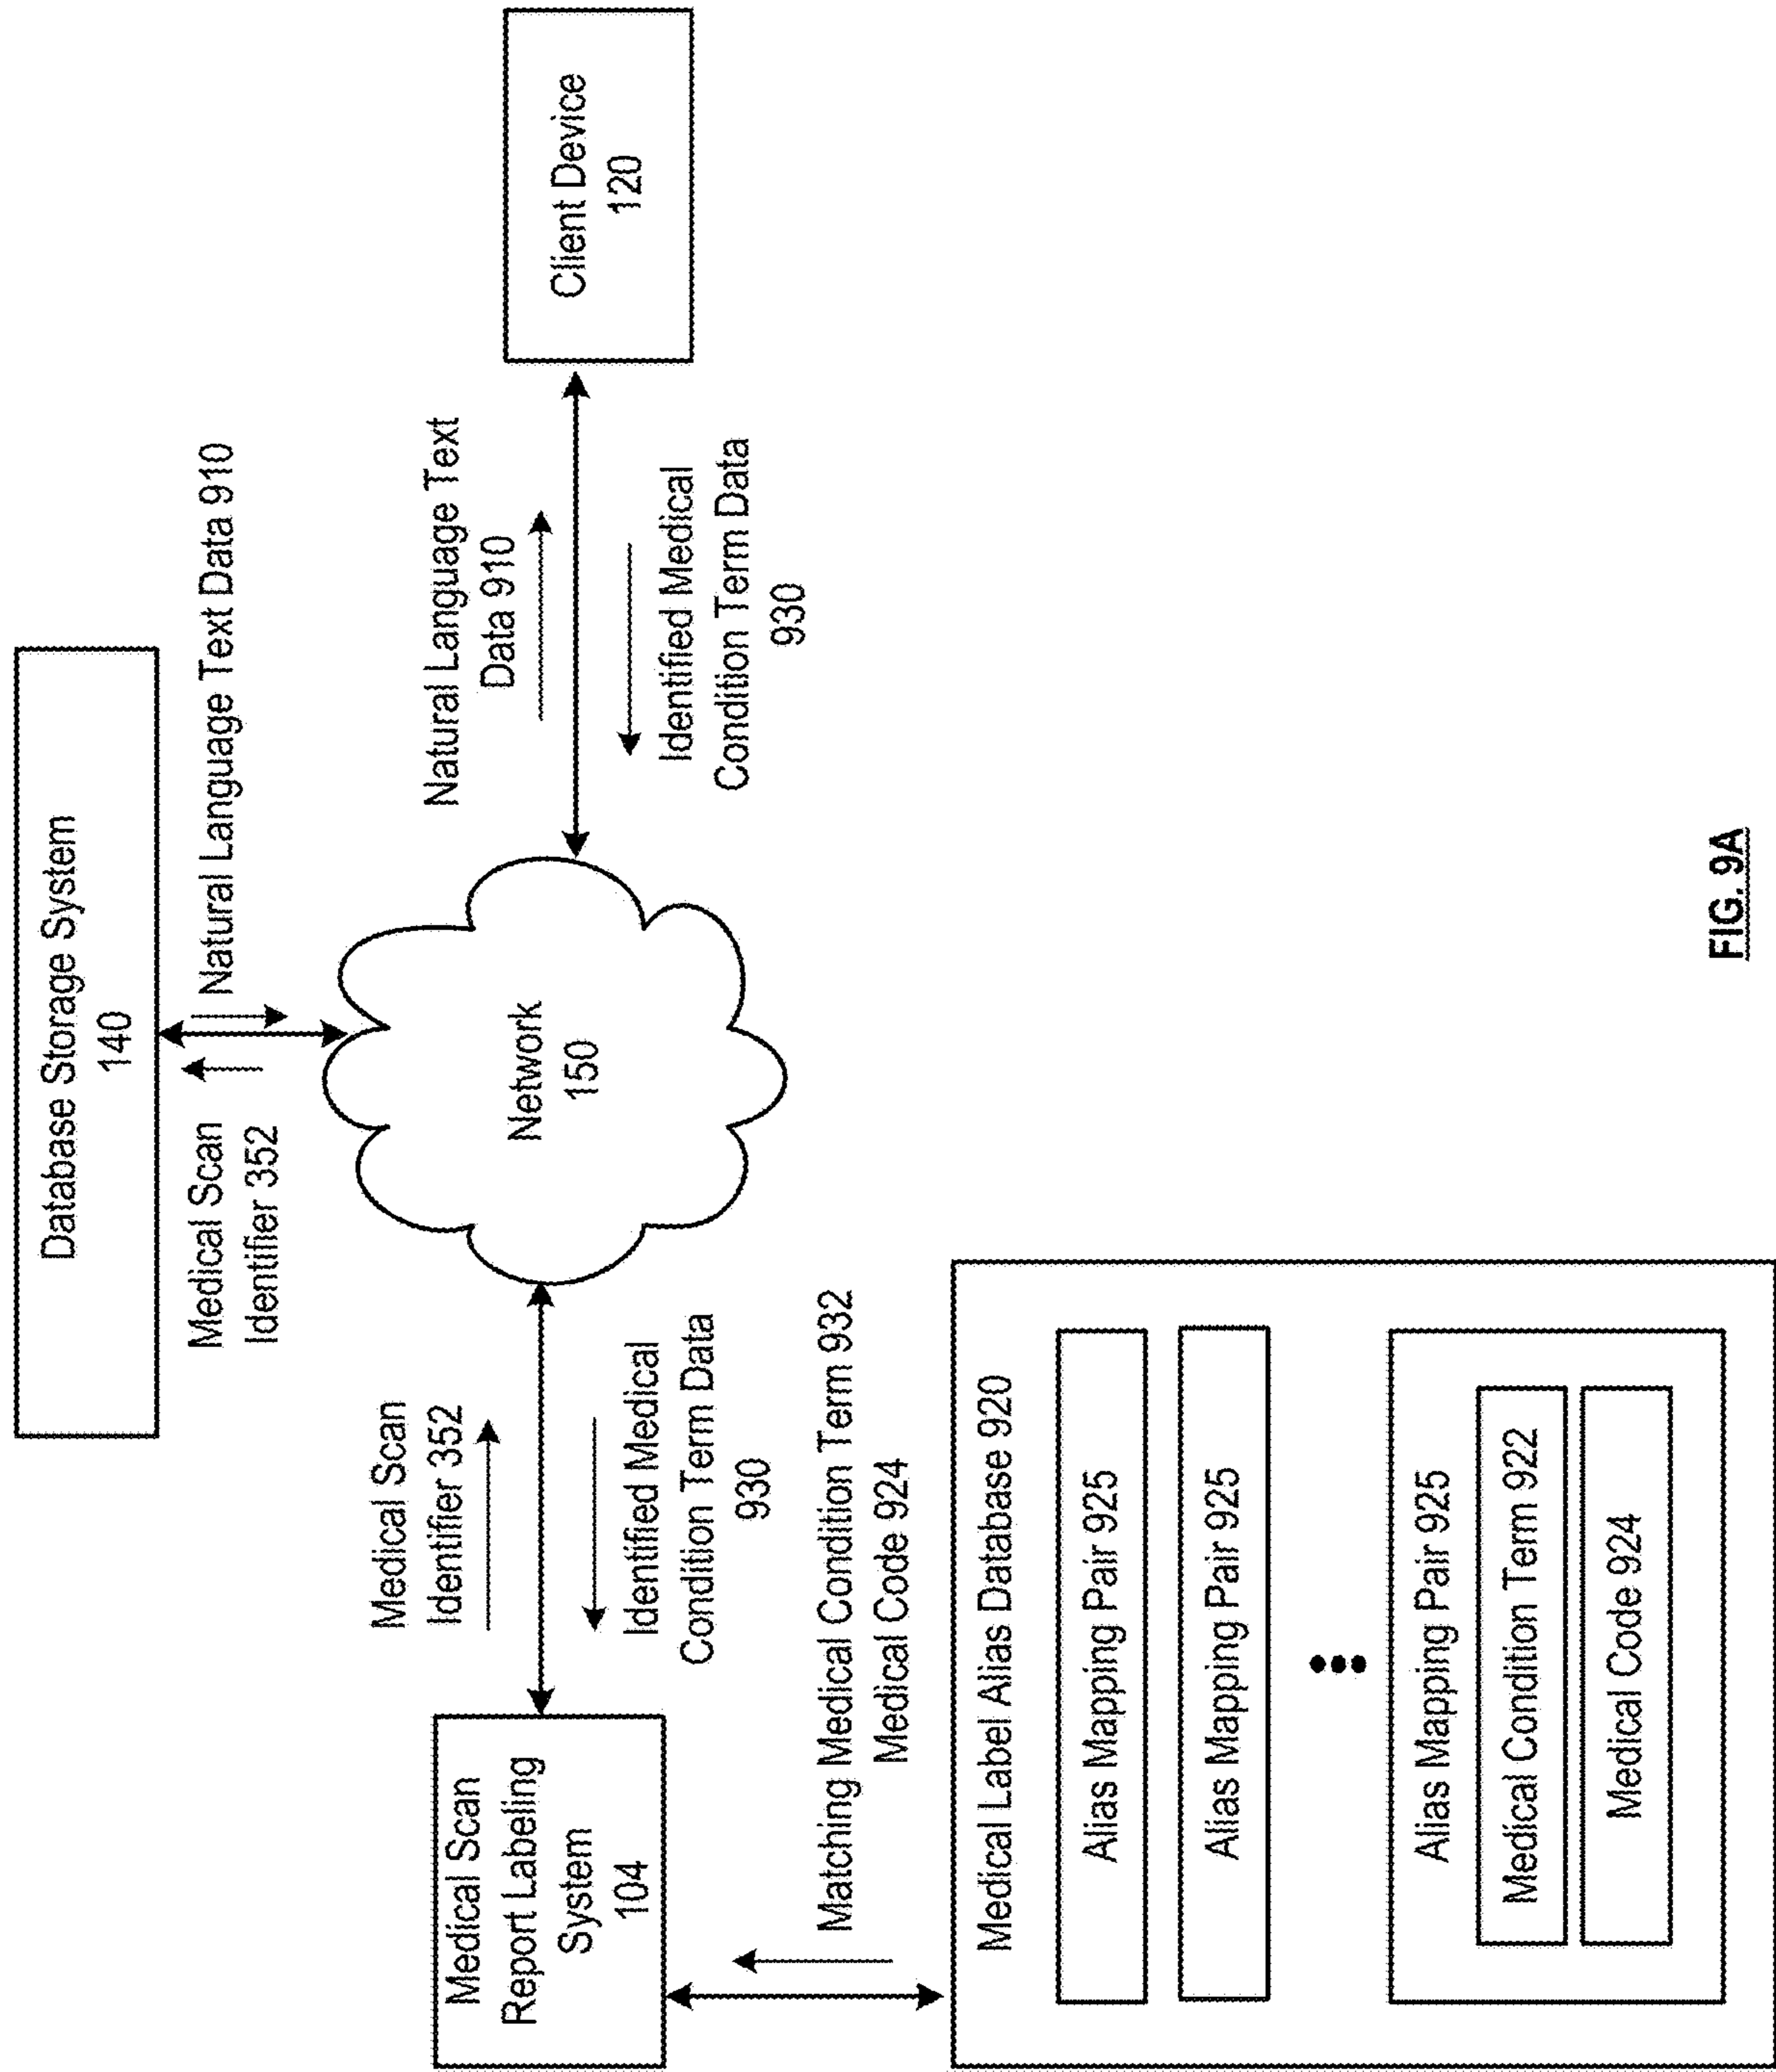 Database Storage System
140
Medical Scan
Identifier 352
Natural Language Text Data 910
Network
150
Medical Scan
Identifier 352
Identified Medical
Condition Term Data
930
Natural Language Text
Data 910
Identified Medical
Condition Term Data
930
Client Device
120
Medical Scan
Report Labeling
System
104
Matching Medical Condition Term 932
Medical Code 924
Medical Label Alias Database 920
Alias Mapping Pair 925
Alias Mapping Pair 925
Alias Mapping Pair 925
Medical Condition Term 922
Medical Code 924
FIG. 9A